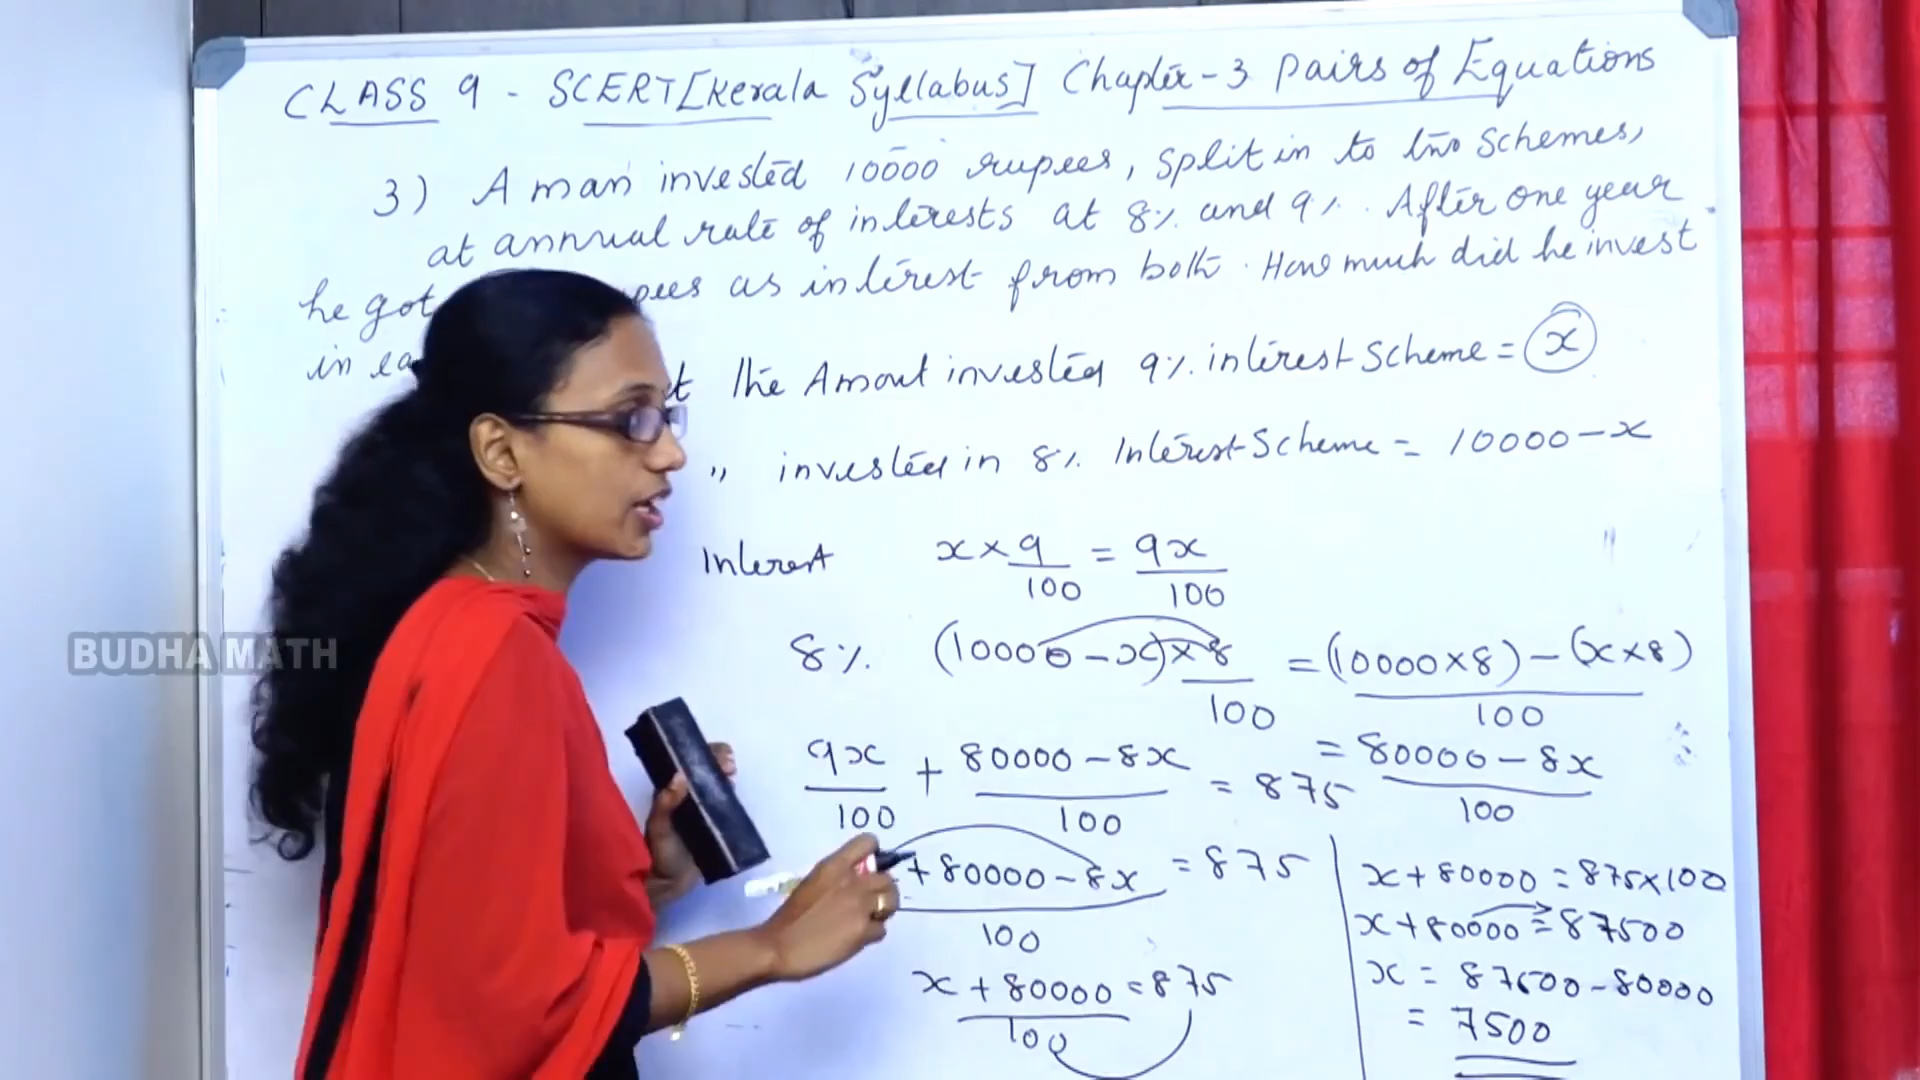 CLASS 9 - SCERT [Kerala Syllabus] Chapter-3 Pairs of Equations
3) A man invested 10000 rupees, split in to two schemes,
at annual rate of interests at 8% and 9%. After one year
he got pees as interest from both. How much did he invest
in ea
t the Amout invested 9% interest scheme = x
" invested in 8% Interest Scheme = 10000 - x
Interest x × 9/100 = 9x/100
8% (10000 - x) × 8/100 = (10000×8) - (x×8)/100
= 80000 - 8x/100
9x/100 + 80000 - 8x/100 = 875
+80000 - 8x/100 = 875
x + 80000/100 = 875
x + 80000 = 875×100
x + 80000 = 87500
x = 87500 - 80000
= 7500
BUDHA MATH